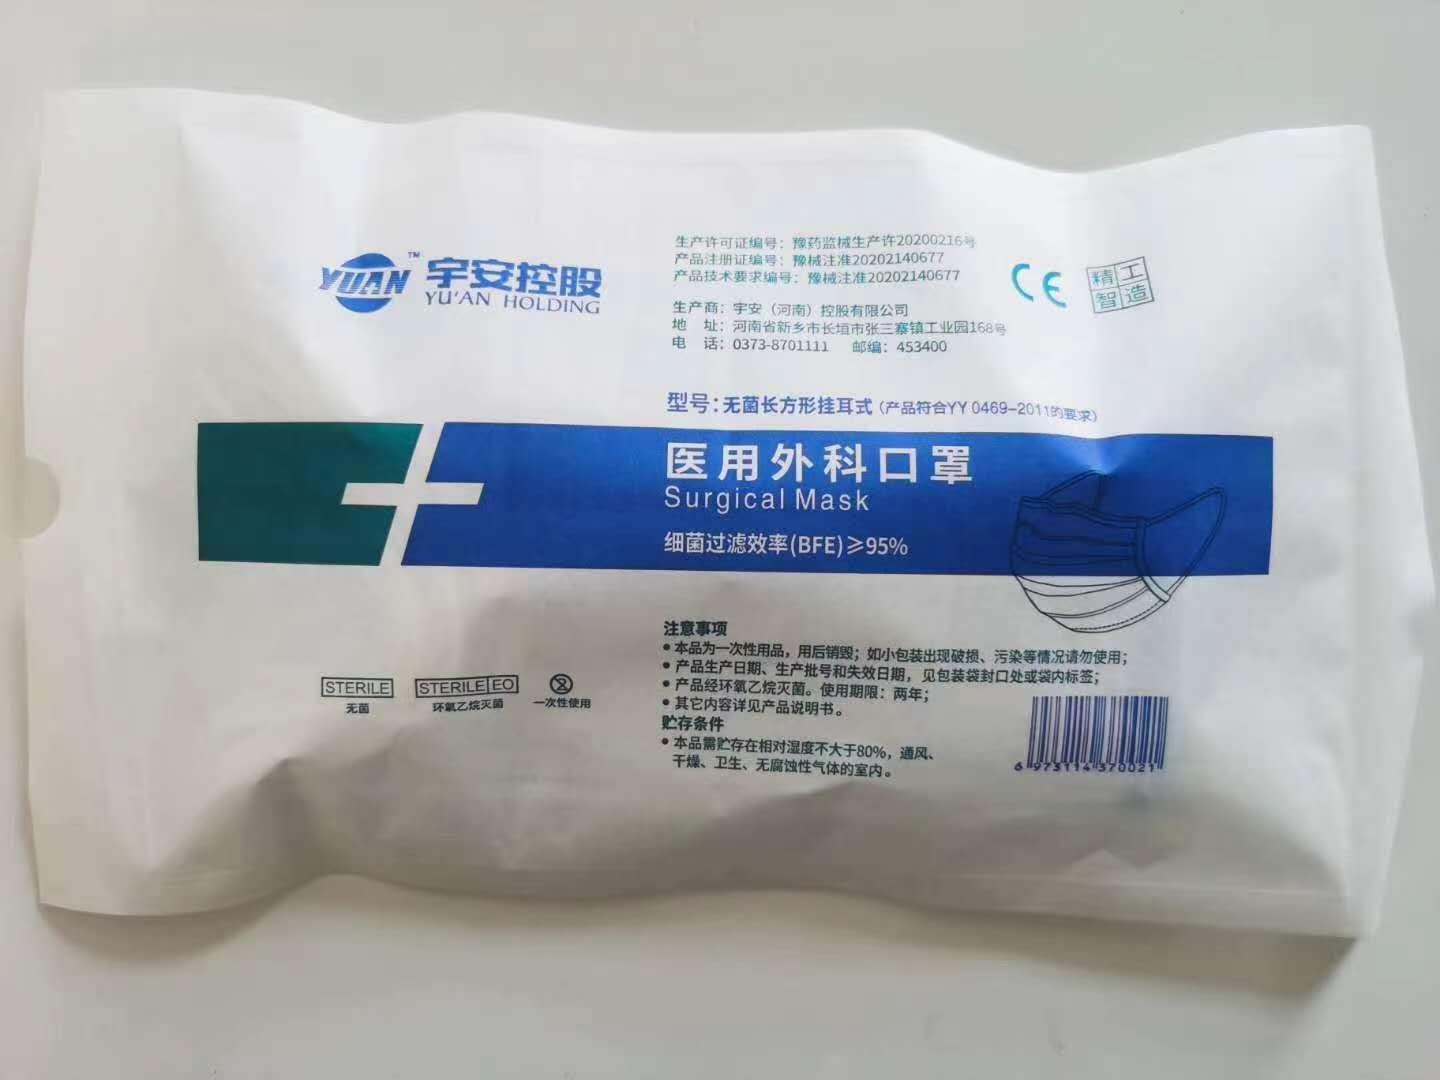 YUAN™ 宇安控股
YU'AN HOLDING
生产许可证编号：豫药监械生产许20200216号
产品注册证编号：豫械注准20202140677
产品技术要求编号：豫械注准20202140677
生产商：宇安（河南）控股有限公司
地　址：河南省新乡市长垣市张三寨镇工业园168号
电　话：0373-8701111　邮编：453400
CE
精工
智造
型号：无菌长方形挂耳式（产品符合YY 0469-2011的要求）
医用外科口罩
Surgical Mask
细菌过滤效率(BFE)≥95%
注意事项
• 本品为一次性用品，用后销毁；如小包装出现破损、污染等情况请勿使用；
• 产品生产日期、生产批号和失效日期，见包装袋封口处或袋内标签；
• 产品经环氧乙烷灭菌。使用期限：两年；
• 其它内容详见产品说明书。
贮存条件
• 本品需贮存在相对湿度不大于80%，通风、
干燥、卫生、无腐蚀性气体的室内。
STERILE
无菌
STERILE EO
环氧乙烷灭菌
2
一次性使用
6 973114 370021